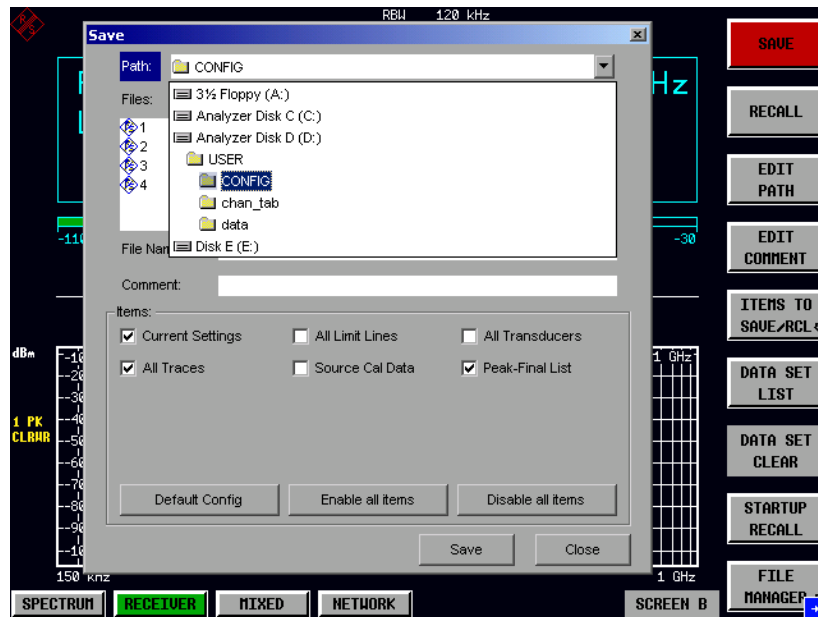 RBW 120 kHz
Save
Path: CONFIG
Hz
Files:
3½ Floppy (A:)
Analyzer Disk C (C:)
Analyzer Disk D (D:)
USER
CONFIG
chan_tab
data
Disk E (E:)
1
2
3
4
-30
File Nam
Comment:
Items:
Current Settings
All Limit Lines
All Transducers
All Traces
Source Cal Data
Peak-Final List
Default Config
Enable all items
Disable all items
Save
Close
dBm
1 PK
CLRWR
1 GHz
150 kHz
1 GHz
SPECTRUM
RECEIVER
MIXED
NETWORK
SCREEN B
SAVE
RECALL
EDIT
PATH
EDIT
COMMENT
ITEMS TO
SAVE/RCL
DATA SET
LIST
DATA SET
CLEAR
STARTUP
RECALL
FILE
MANAGER